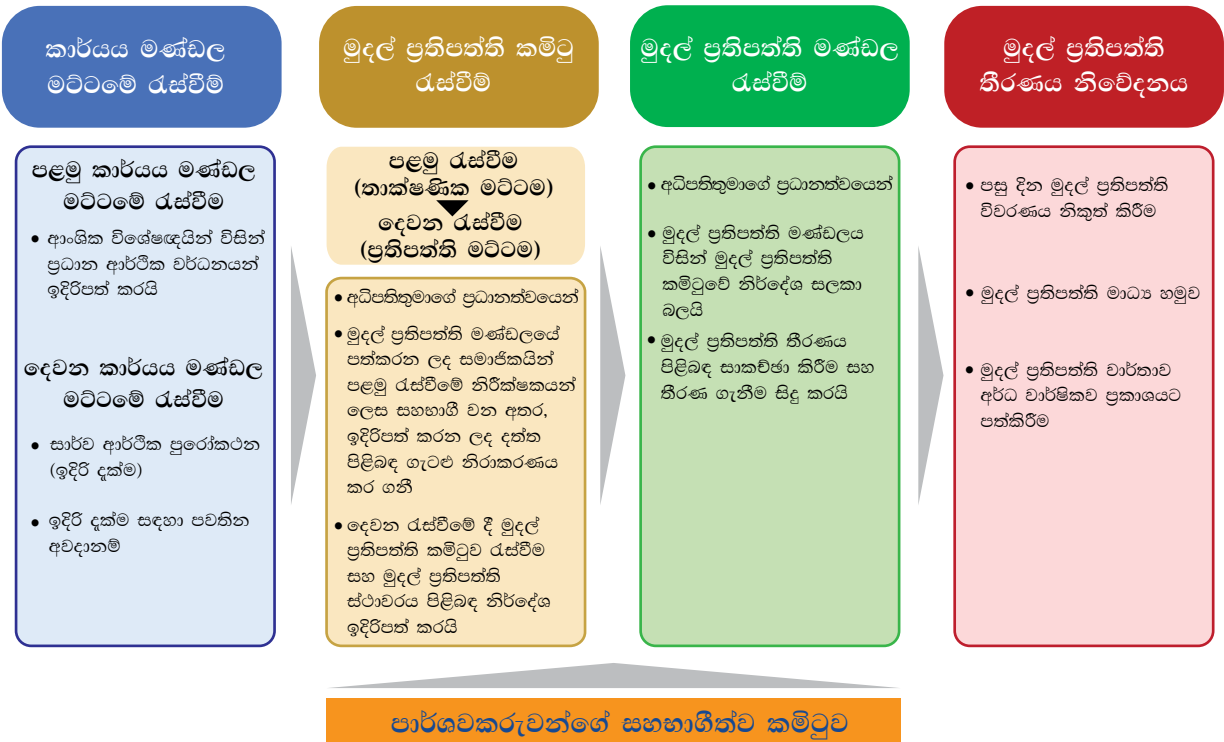 කාර්යය මණ්ඩල
මට්ටමේ රැස්වීම්
පළමු කාර්යය මණ්ඩල
මට්ටමේ රැස්වීම
• ආංශික විශේෂඥයින් විසින්
ප්‍රධාන ආර්ථික වර්ධනයන්
ඉදිරිපත් කරයි
දෙවන කාර්යය මණ්ඩල
මට්ටමේ රැස්වීම
• සාර්ව ආර්ථික පුරෝකථන
(ඉදිරි දැක්ම)
• ඉදිරි දැක්ම සඳහා පවතින
අවදානම්
මුදල් ප්‍රතිපත්ති කමිටු
රැස්වීම්
පළමු රැස්වීම
(තාක්ෂණික මට්ටම)
දෙවන රැස්වීම
(ප්‍රතිපත්ති මට්ටම)
• අධිපතිතුමාගේ ප්‍රධානත්වයෙන්
• මුදල් ප්‍රතිපත්ති මණ්ඩලයේ
පත්කරන ලද සමාජිකයින්
පළමු රැස්වීමේ නිරීක්ෂකයන්
ලෙස සහභාගී වන අතර,
ඉදිරිපත් කරන ලද දත්ත
පිළිබඳ ගැටළු නිරාකරණය
කර ගනී
• දෙවන රැස්වීමේ දී මුදල්
ප්‍රතිපත්ති කමිටුව රැස්වීම
සහ මුදල් ප්‍රතිපත්ති
ස්ථාවරය පිළිබඳ නිර්දේශ
ඉදිරිපත් කරයි
මුදල් ප්‍රතිපත්ති මණ්ඩල
රැස්වීම්
• අධිපතිතුමාගේ ප්‍රධානත්වයෙන්
• මුදල් ප්‍රතිපත්ති මණ්ඩලය
විසින් මුදල් ප්‍රතිපත්ති
කමිටුවේ නිර්දේශ සලකා
බලයි
• මුදල් ප්‍රතිපත්ති තීරණය
පිළිබඳ සාකච්ඡා කිරීම සහ
තීරණ ගැනීම සිදු කරයි
මුදල් ප්‍රතිපත්ති
තීරණය නිවේදනය
• පසු දින මුදල් ප්‍රතිපත්ති
විවරණය නිකුත් කිරීම
• මුදල් ප්‍රතිපත්ති මාධ්‍ය හමුව
• මුදල් ප්‍රතිපත්ති වාර්තාව
අර්ධ වාර්ෂිකව ප්‍රකාශයට
පත්කිරීම
පාර්ශවකරුවන්ගේ සහභාගීත්ව කමිටුව